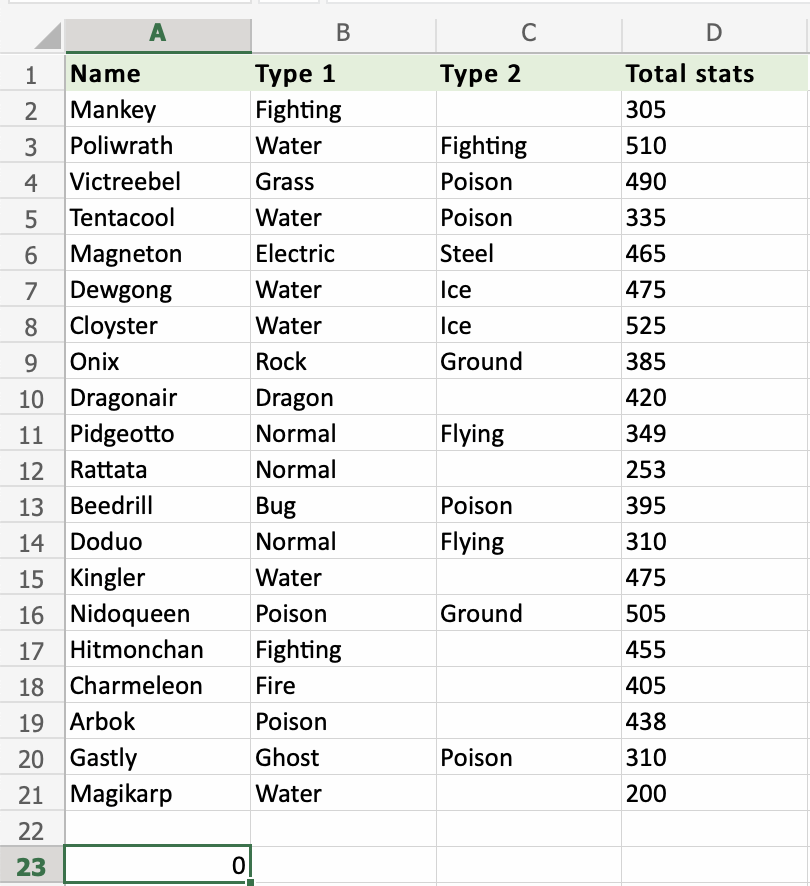 A B C D
1 Name Type 1 Type 2 Total stats
2 Mankey Fighting 305
3 Poliwrath Water Fighting 510
4 Victreebel Grass Poison 490
5 Tentacool Water Poison 335
6 Magneton Electric Steel 465
7 Dewgong Water Ice 475
8 Cloyster Water Ice 525
9 Onix Rock Ground 385
10 Dragonair Dragon 420
11 Pidgeotto Normal Flying 349
12 Rattata Normal 253
13 Beedrill Bug Poison 395
14 Doduo Normal Flying 310
15 Kingler Water 475
16 Nidoqueen Poison Ground 505
17 Hitmonchan Fighting 455
18 Charmeleon Fire 405
19 Arbok Poison 438
20 Gastly Ghost Poison 310
21 Magikarp Water 200
22
23 0